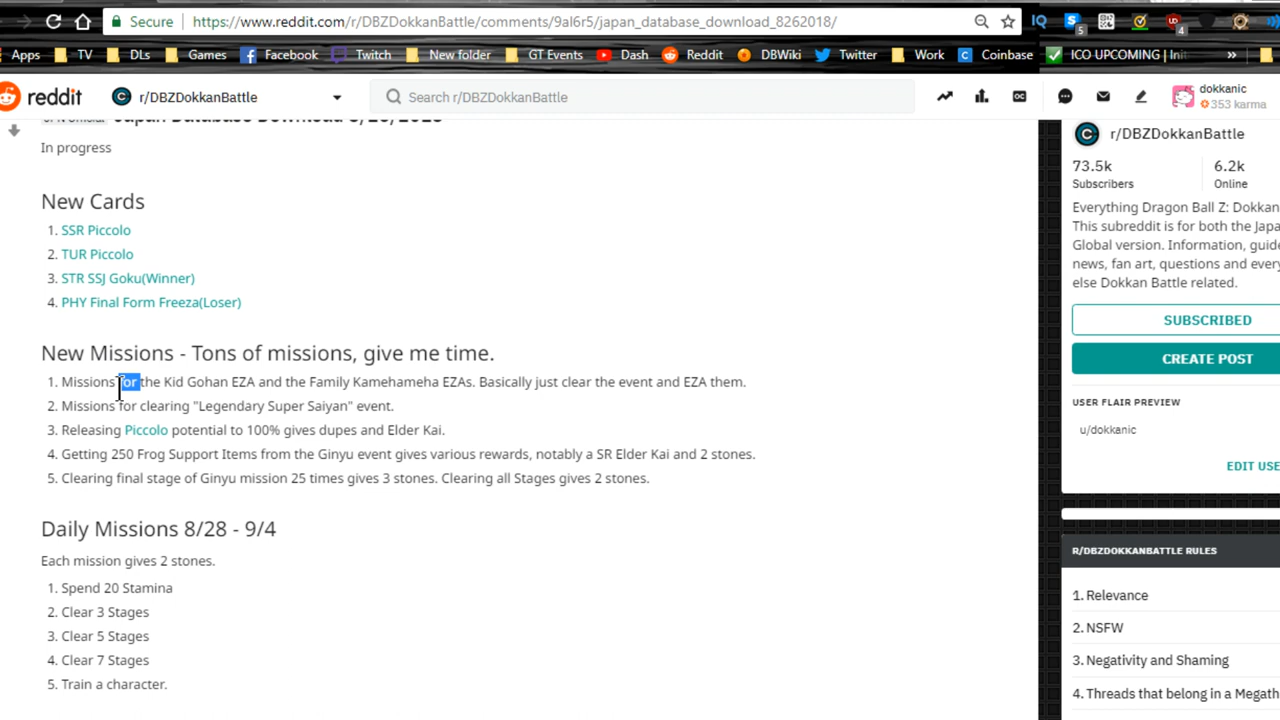 Secure https://www.reddit.com/r/DBZDokkanBattle/comments/9al6r5/japan_database_download_8262018/
Apps TV DLs Games Facebook Twitch New folder GT Events Dash Reddit DBWiki Twitter Work Coinbase ICO UPCOMING | Init »
reddit r/DBZDokkanBattle Search r/DBZDokkanBattle dokkanic
353 karma
Japan Database Download 8/26/2018
In progress
New Cards
1. SSR Piccolo
2. TUR Piccolo
3. STR SSJ Goku(Winner)
4. PHY Final Form Freeza(Loser)
New Missions - Tons of missions, give me time.
1. Missions for the Kid Gohan EZA and the Family Kamehameha EZAs. Basically just clear the event and EZA them.
2. Missions for clearing "Legendary Super Saiyan" event.
3. Releasing Piccolo potential to 100% gives dupes and Elder Kai.
4. Getting 250 Frog Support Items from the Ginyu event gives various rewards, notably a SR Elder Kai and 2 stones.
5. Clearing final stage of Ginyu mission 25 times gives 3 stones. Clearing all Stages gives 2 stones.
Daily Missions 8/28 - 9/4
Each mission gives 2 stones.
1. Spend 20 Stamina
2. Clear 3 Stages
3. Clear 5 Stages
4. Clear 7 Stages
5. Train a character.
r/DBZDokkanBattle
73.5k 6.2k
Subscribers Online
Everything Dragon Ball Z: Dokkan
This subreddit is for both the Japa
Global version. Information, guide
news, fan art, questions and every
else Dokkan Battle related.
SUBSCRIBED
CREATE POST
USER FLAIR PREVIEW
u/dokkanic
EDIT USE
R/DBZDOKKANBATTLE RULES
1. Relevance
2. NSFW
3. Negativity and Shaming
4. Threads that belong in a Megath